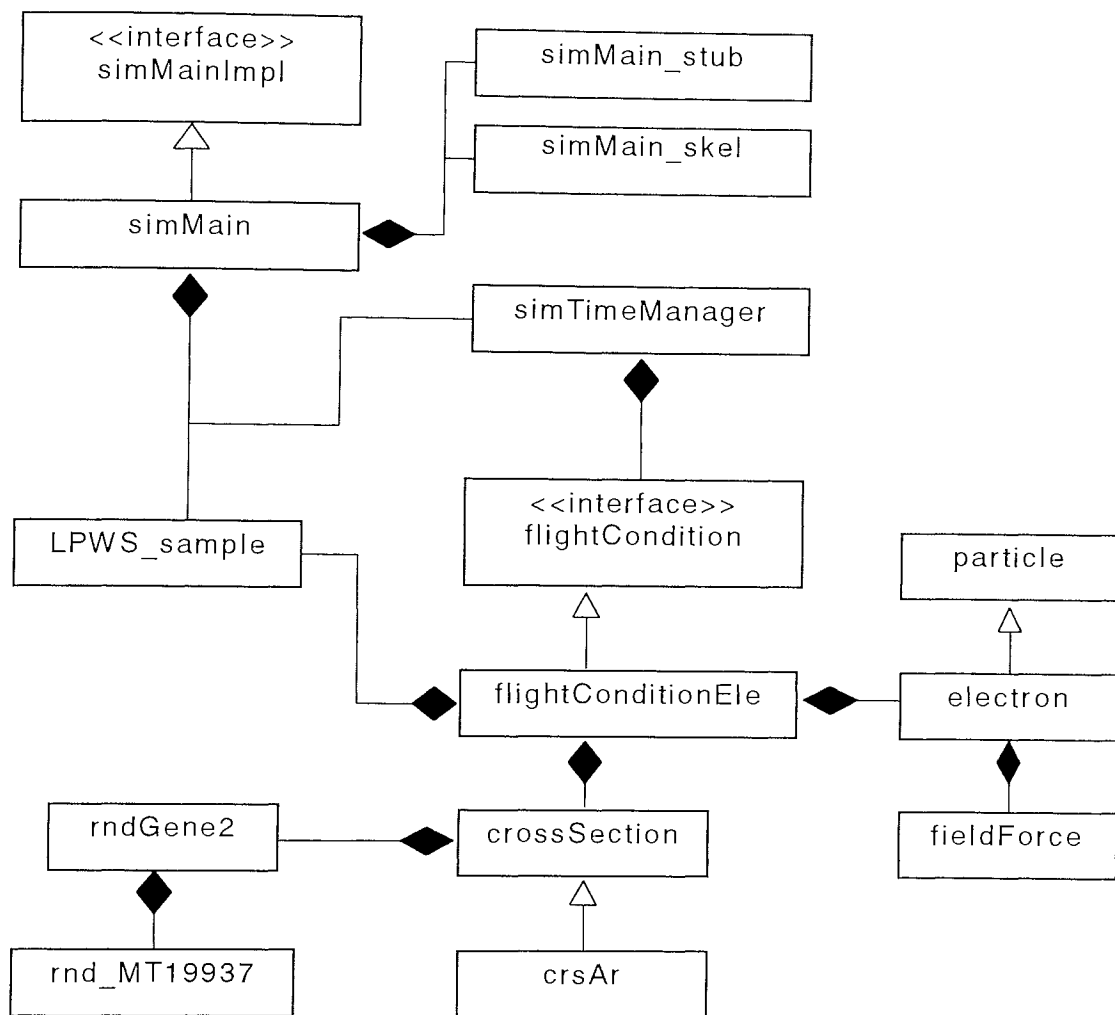 <<interface>>
simMainImpl
simMain_stub
simMain_skel
simMain
simTimeManager
<<interface>>
flightCondition
LPWS_sample
particle
flightConditionEle
electron
rndGene2
crossSection
fieldForce
rnd_MT19937
crsAr